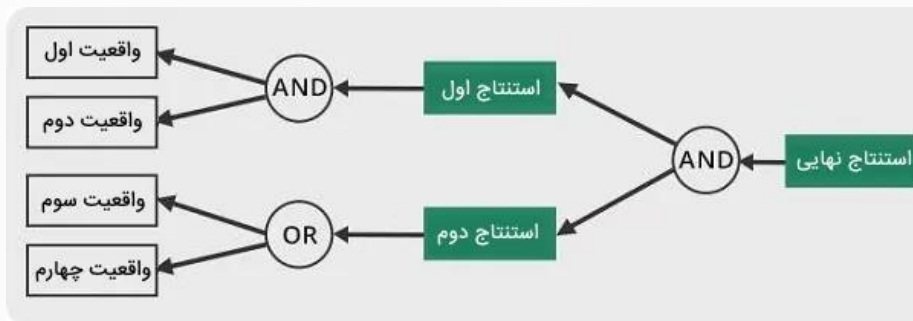 واقعیت اول
واقعیت دوم
AND
استنتاج اول
واقعیت سوم
واقعیت چهارم
OR
استنتاج دوم
AND
استنتاج نهایی